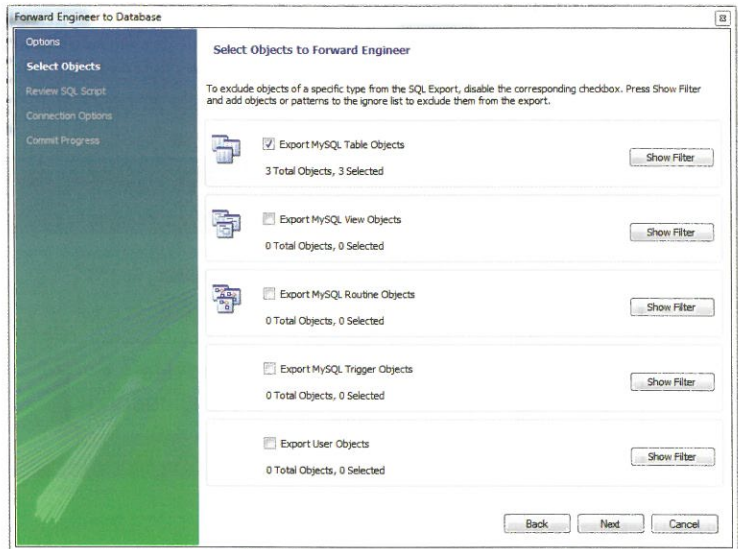 Forward Engineer to Database
Options
Select Objects
Review SQL Script
Connection Options
Commit Progress
Select Objects to Forward Engineer
To exclude objects of a specific type from the SQL Export, disable the corresponding checkbox. Press Show Filter
and add objects or patterns to the ignore list to exclude them from the export.
Export MySQL Table Objects
3 Total Objects, 3 Selected
Show Filter
Export MySQL View Objects
0 Total Objects, 0 Selected
Show Filter
Export MySQL Routine Objects
0 Total Objects, 0 Selected
Show Filter
Export MySQL Trigger Objects
0 Total Objects, 0 Selected
Show Filter
Export User Objects
0 Total Objects, 0 Selected
Show Filter
Back Next Cancel